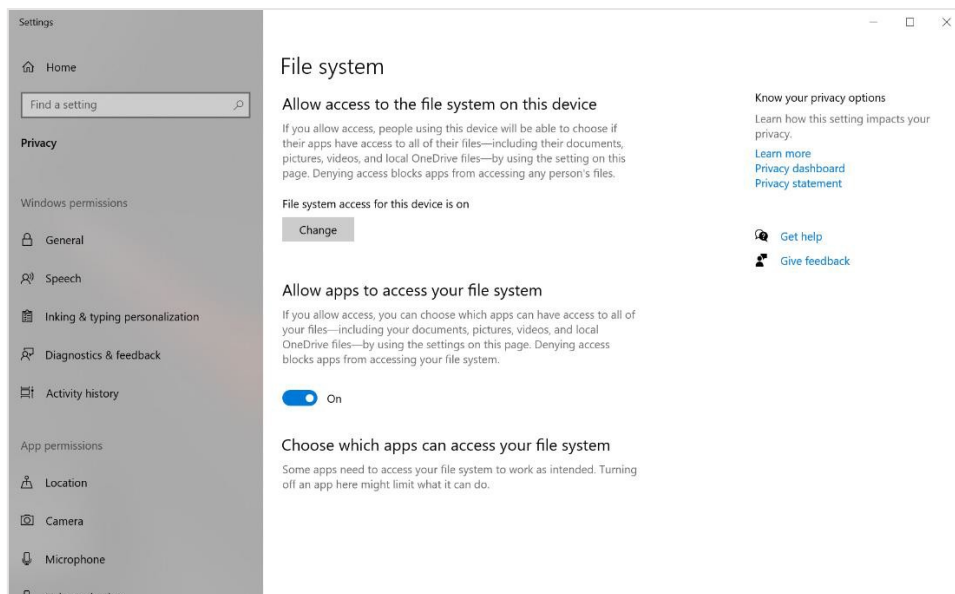 Settings
Home
Find a setting
Privacy
Windows permissions
General
Speech
Inking & typing personalization
Diagnostics & feedback
Activity history
App permissions
Location
Camera
Microphone
File system
Allow access to the file system on this device
If you allow access, people using this device will be able to choose if
their apps have access to all of their files—including their documents,
pictures, videos, and local OneDrive files—by using the setting on this
page. Denying access blocks apps from accessing any person's files.
File system access for this device is on
Change
Allow apps to access your file system
If you allow access, you can choose which apps can have access to all of
your files—including your documents, pictures, videos, and local
OneDrive files—by using the settings on this page. Denying access
blocks apps from accessing your file system.
On
Choose which apps can access your file system
Some apps need to access your file system to work as intended. Turning
off an app here might limit what it can do.
Know your privacy options
Learn how this setting impacts your
privacy.
Learn more
Privacy dashboard
Privacy statement
Get help
Give feedback